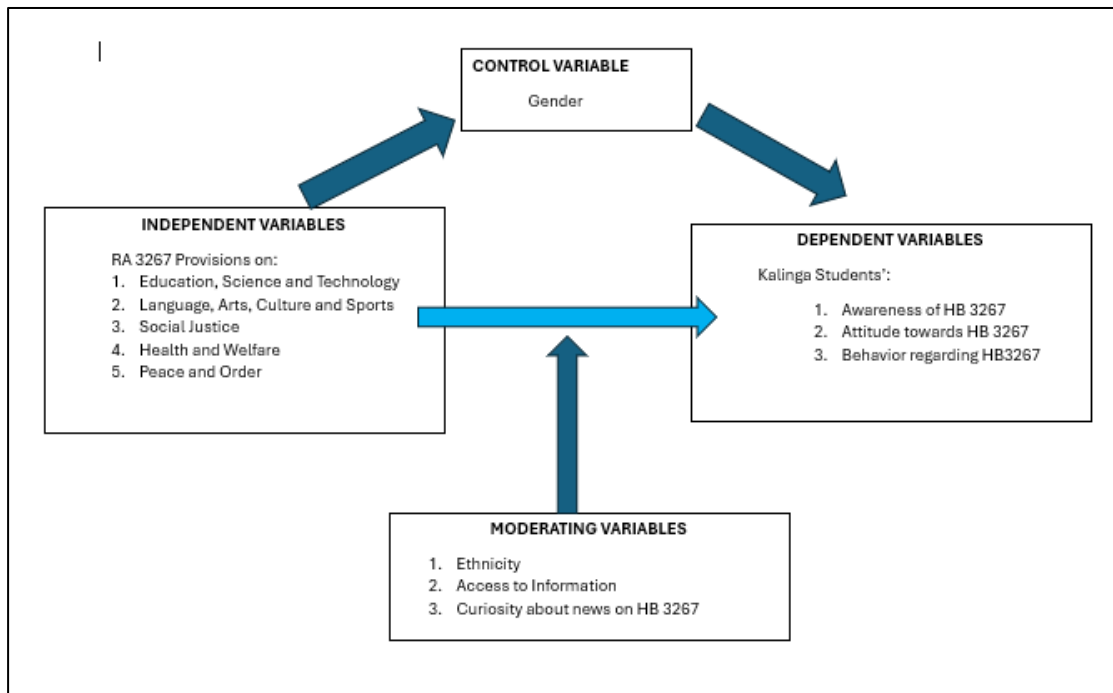 CONTROL VARIABLE
Gender
INDEPENDENT VARIABLES
RA 3267 Provisions on:
1. Education, Science and Technology
2. Language, Arts, Culture and Sports
3. Social Justice
4. Health and Welfare
5. Peace and Order
DEPENDENT VARIABLES
Kalinga Students’:
1. Awareness of HB 3267
2. Attitude towards HB 3267
3. Behavior regarding HB3267
MODERATING VARIABLES
1. Ethnicity
2. Access to Information
3. Curiosity about news on HB 3267